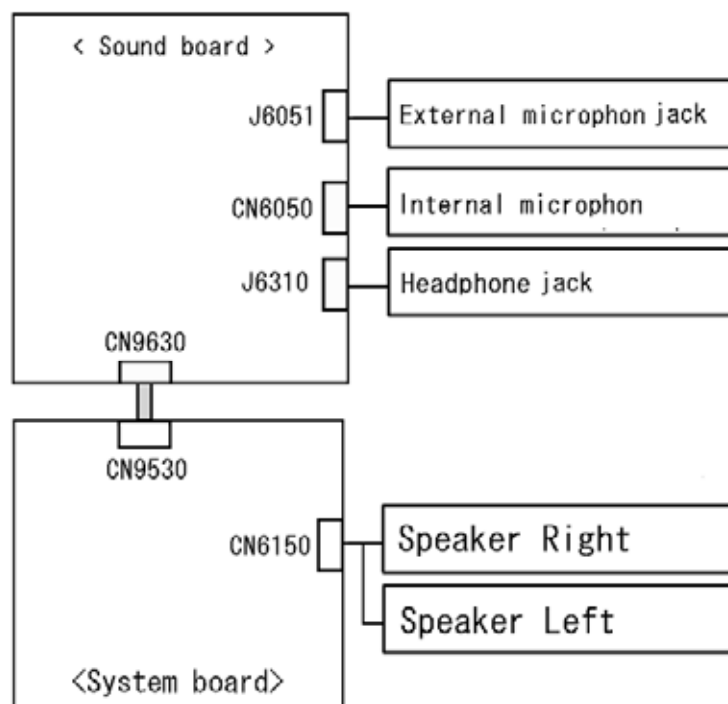 < Sound board >
J6051
External microphon jack
CN6050
Internal microphon
J6310
Headphone jack
CN9630
CN9530
CN6150
Speaker Right
Speaker Left
<System board>